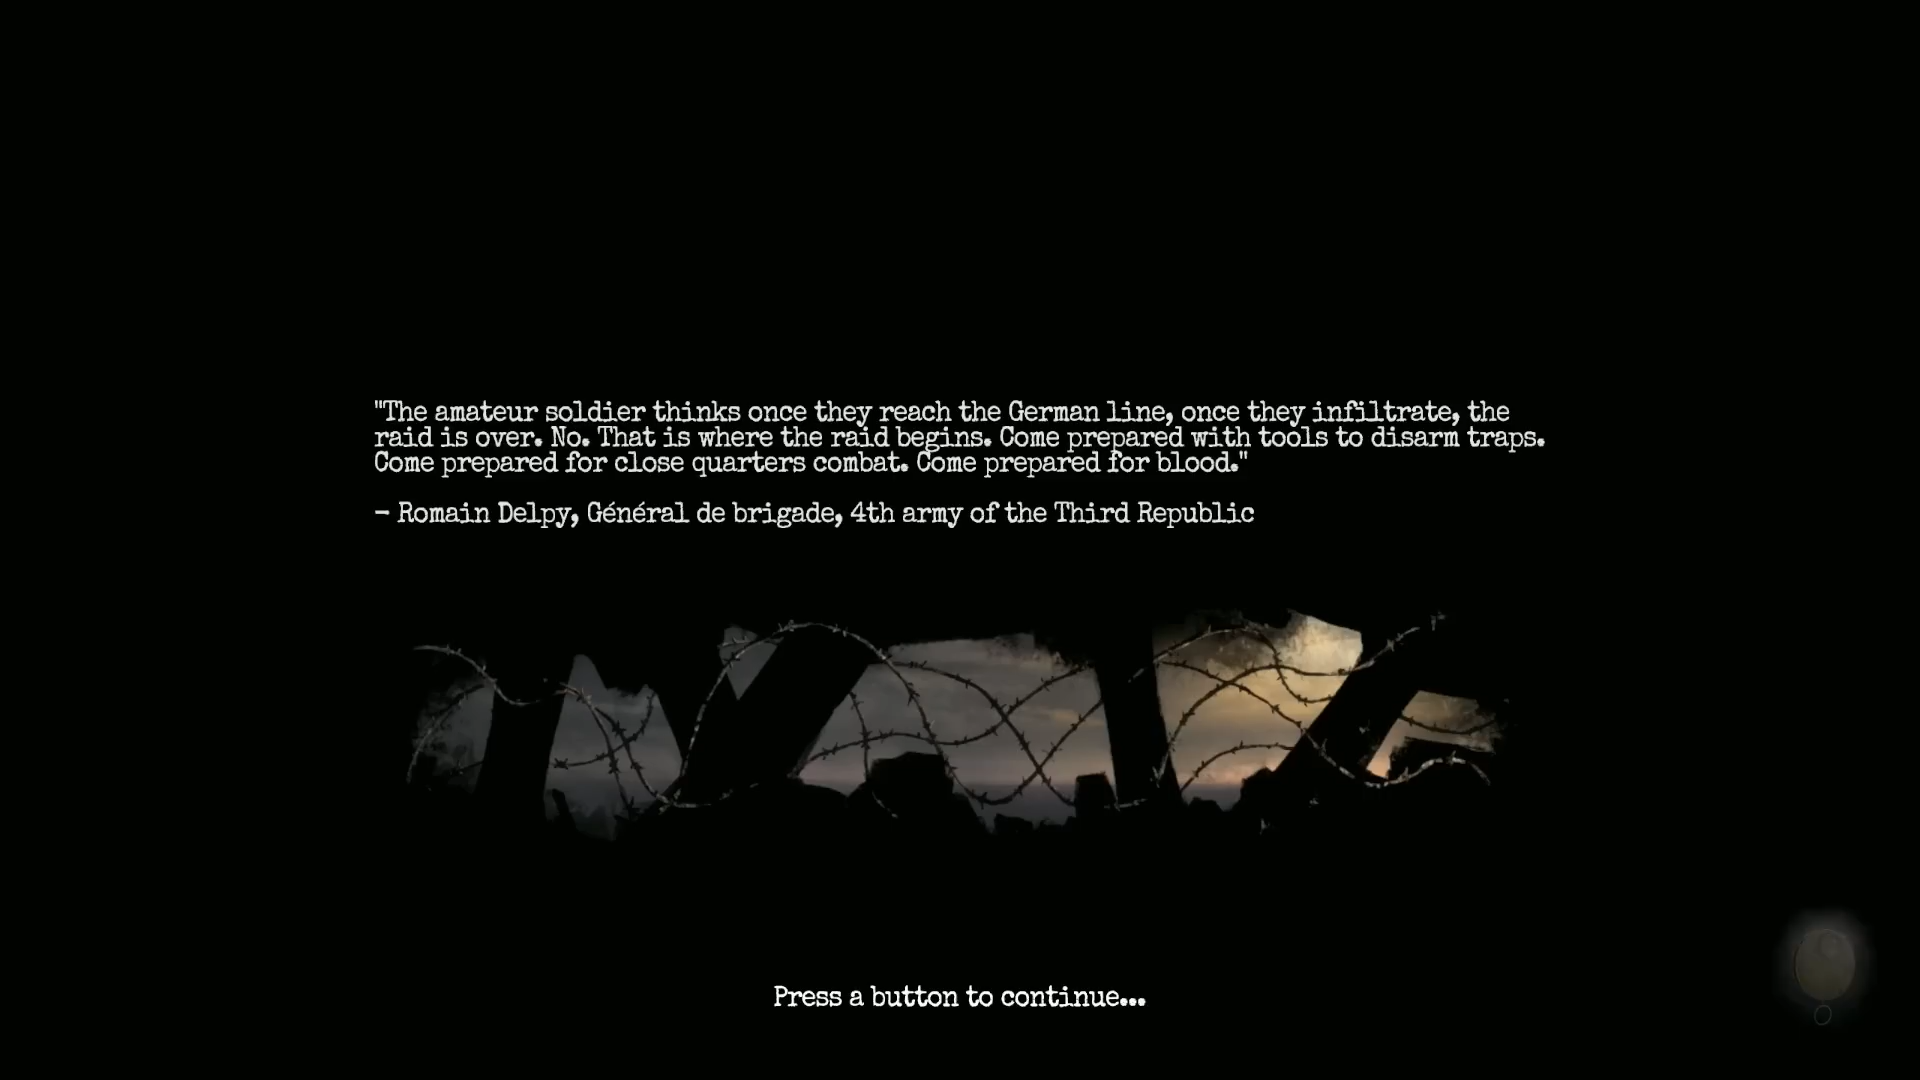 "The amateur soldier thinks once they reach the German line, once they infiltrate, the
raid is over. No. That is where the raid begins. Come prepared with tools to disarm traps.
Come prepared for close quarters combat. Come prepared for blood."
- Romain Delpy, Général de brigade, 4th army of the Third Republic
Press a button to continue...